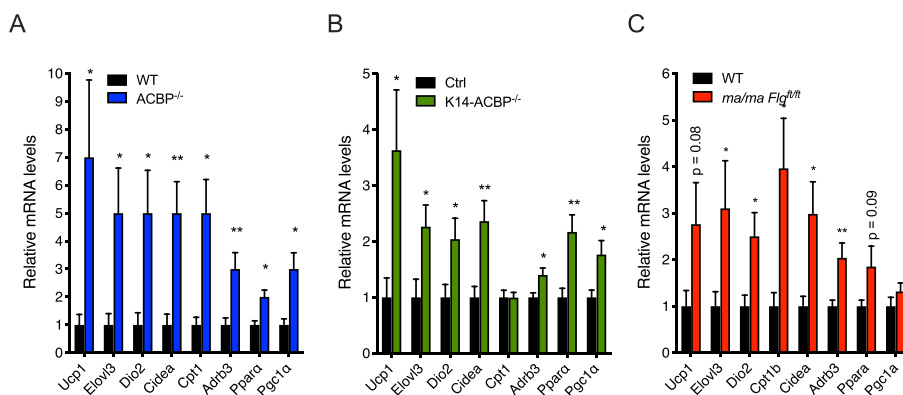 A
Relative mRNA levels
10
9
8
7
6
5
4
3
2
1
0
WT
ACBP-/-
*
*
*
**
*
**
*
*
Ucp1
Elovl3
Dio2
Cidea
Cpt1
Adrb3
Pparα
Pgc1α
B
Relative mRNA levels
5
4
3
2
1
0
Ctrl
K14-ACBP-/-
*
*
*
**
*
**
*
Ucp1
Elovl3
Dio2
Cidea
Cpt1
Adrb3
Pparα
Pgc1α
C
Relative mRNA levels
6
5
4
3
2
1
0
WT
ma/ma Flgft/ft
p = 0.08
*
*
*
*
**
p = 0.09
Ucp1
Elovl3
Dio2
Cpt1b
Cidea
Adrb3
Ppara
Pgc1a